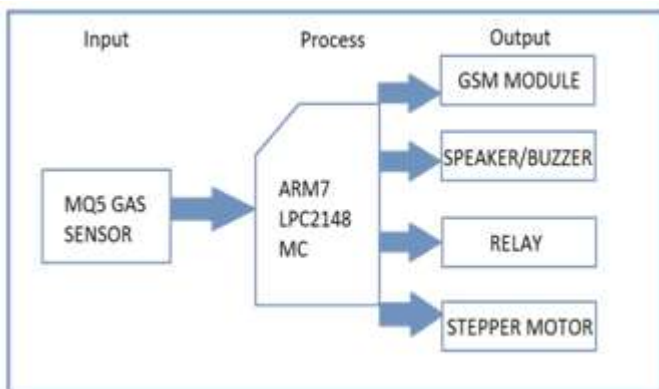 Input
Process
Output
MQ5 GAS
SENSOR
ARM7
LPC2148
MC
GSM MODULE
SPEAKER/BUZZER
RELAY
STEPPER MOTOR